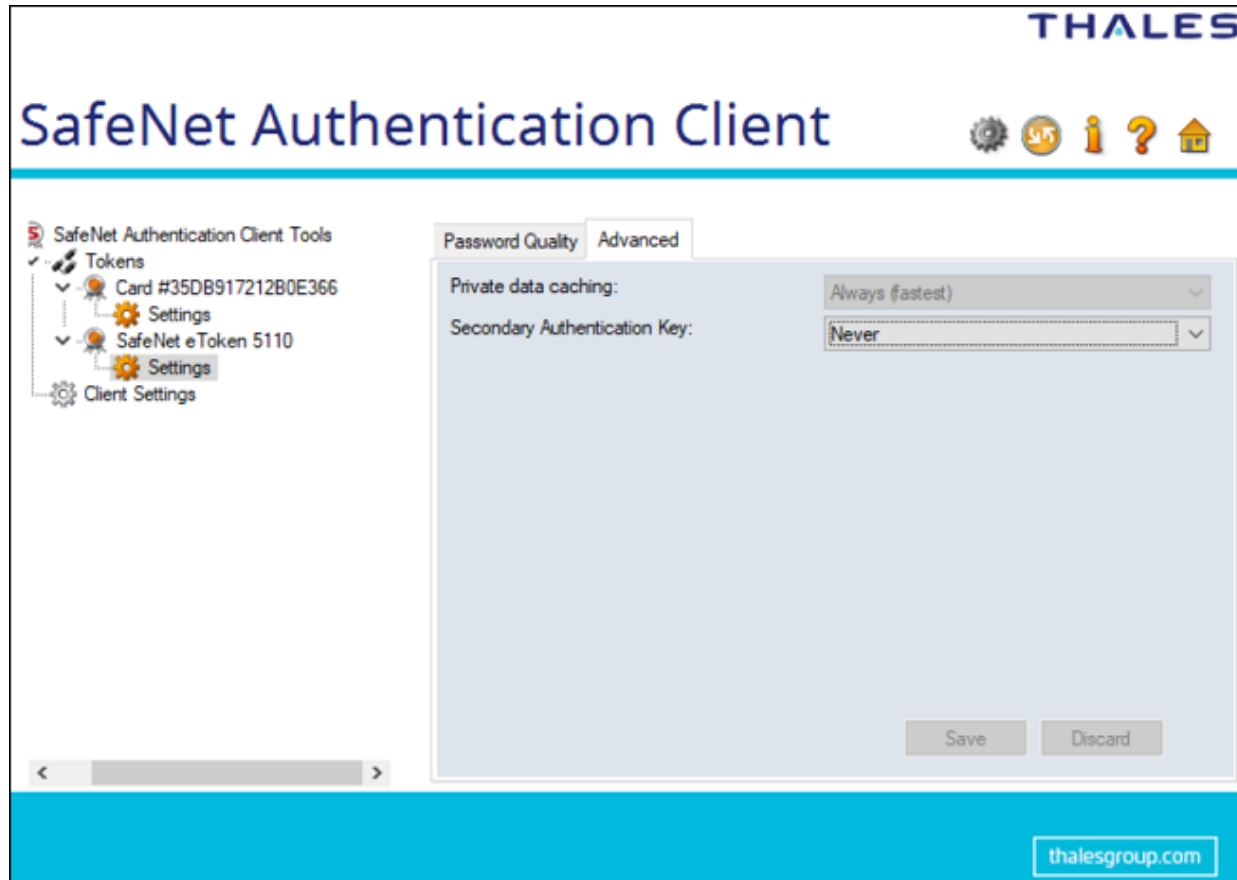 THALES
SafeNet Authentication Client
SafeNet Authentication Client Tools
Tokens
Card #35DB917212B0E366
Settings
SafeNet eToken 5110
Settings
Client Settings
Password Quality Advanced
Private data caching: Always (fastest)
Secondary Authentication Key: Never
Save Discard
thalesgroup.com